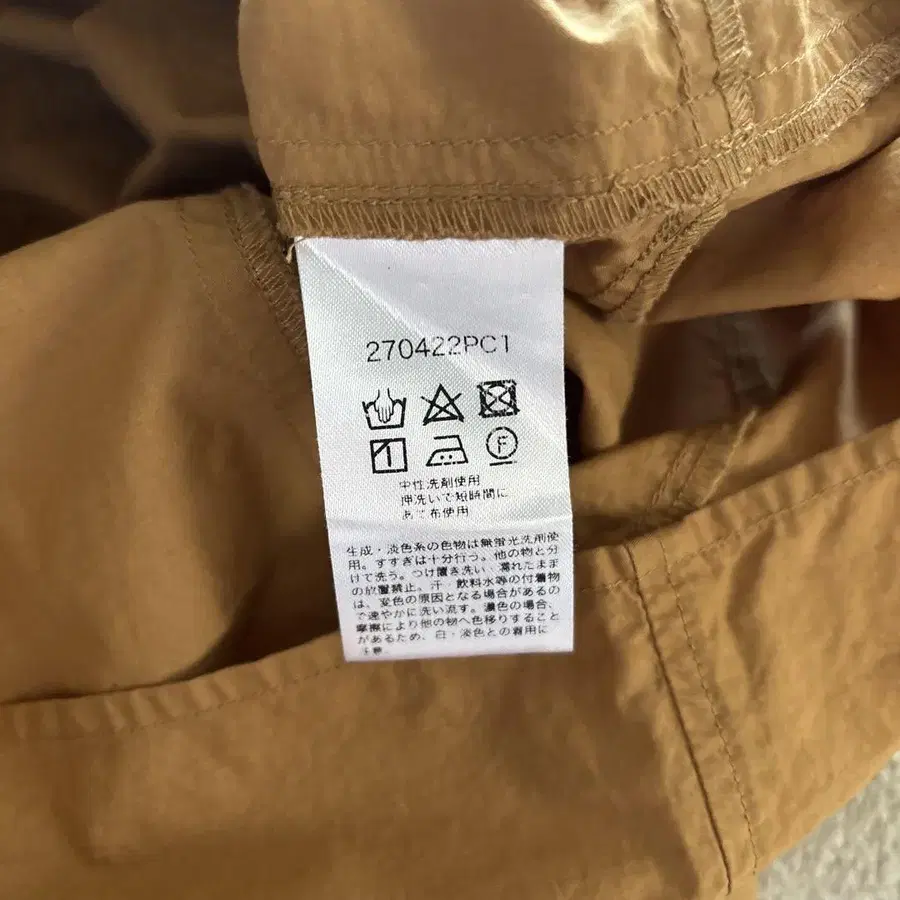 270422PC1
F
中性洗剤使用
押洗いで短時間に
あて布使用
生成・淡色系の色物は無蛍光洗剤使
用。すすぎは十分行う。他の物と分
けて洗う。つけ置き洗い、濡れたまま
の放置禁止。汗・飲料水等の付着物
は、変色の原因となる場合があるの
で速やかに洗い流す。濃色の場合、
摩擦により他の物へ色移りすること
があるため、白・淡色との着用に
注意